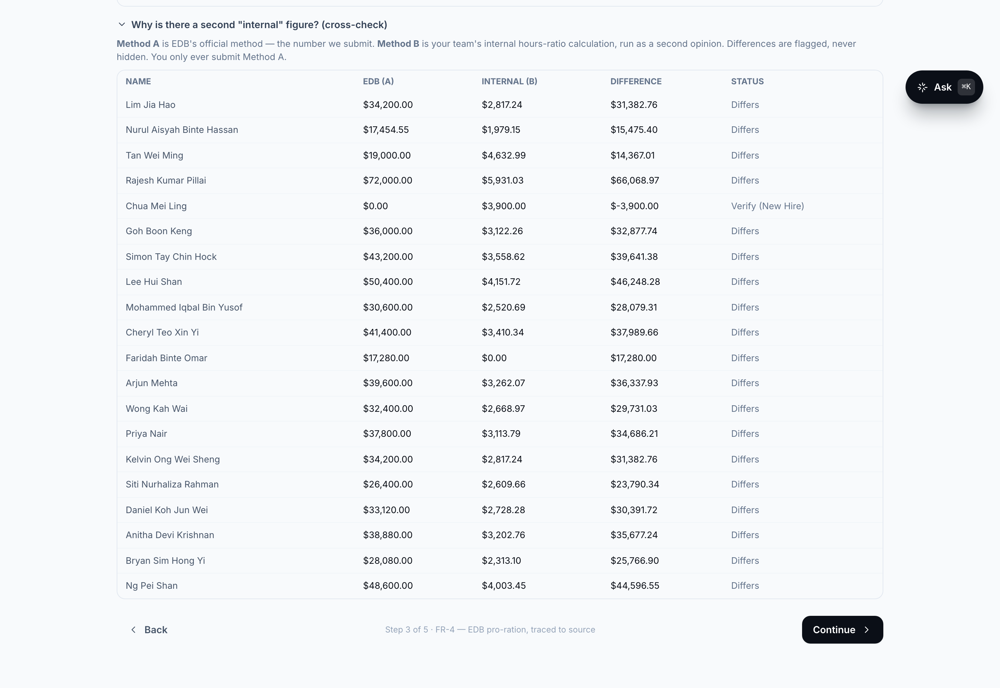 Why is there a second "internal" figure? (cross-check)
Method A is EDB's official method — the number we submit. Method B is your team's internal hours-ratio calculation, run as a second opinion. Differences are flagged, never
hidden. You only ever submit Method A.
NAME EDB (A) INTERNAL (B) DIFFERENCE STATUS
Ask ⌘K
Lim Jia Hao $34,200.00 $2,817.24 $31,382.76 Differs
Nurul Aisyah Binte Hassan $17,454.55 $1,979.15 $15,475.40 Differs
Tan Wei Ming $19,000.00 $4,632.99 $14,367.01 Differs
Rajesh Kumar Pillai $72,000.00 $5,931.03 $66,068.97 Differs
Chua Mei Ling $0.00 $3,900.00 $-3,900.00 Verify (New Hire)
Goh Boon Keng $36,000.00 $3,122.26 $32,877.74 Differs
Simon Tay Chin Hock $43,200.00 $3,558.62 $39,641.38 Differs
Lee Hui Shan $50,400.00 $4,151.72 $46,248.28 Differs
Mohammed Iqbal Bin Yusof $30,600.00 $2,520.69 $28,079.31 Differs
Cheryl Teo Xin Yi $41,400.00 $3,410.34 $37,989.66 Differs
Faridah Binte Omar $17,280.00 $0.00 $17,280.00 Differs
Arjun Mehta $39,600.00 $3,262.07 $36,337.93 Differs
Wong Kah Wai $32,400.00 $2,668.97 $29,731.03 Differs
Priya Nair $37,800.00 $3,113.79 $34,686.21 Differs
Kelvin Ong Wei Sheng $34,200.00 $2,817.24 $31,382.76 Differs
Siti Nurhaliza Rahman $26,400.00 $2,609.66 $23,790.34 Differs
Daniel Koh Jun Wei $33,120.00 $2,728.28 $30,391.72 Differs
Anitha Devi Krishnan $38,880.00 $3,202.76 $35,677.24 Differs
Bryan Sim Hong Yi $28,080.00 $2,313.10 $25,766.90 Differs
Ng Pei Shan $48,600.00 $4,003.45 $44,596.55 Differs
Back Step 3 of 5 · FR-4 — EDB pro-ration, traced to source Continue